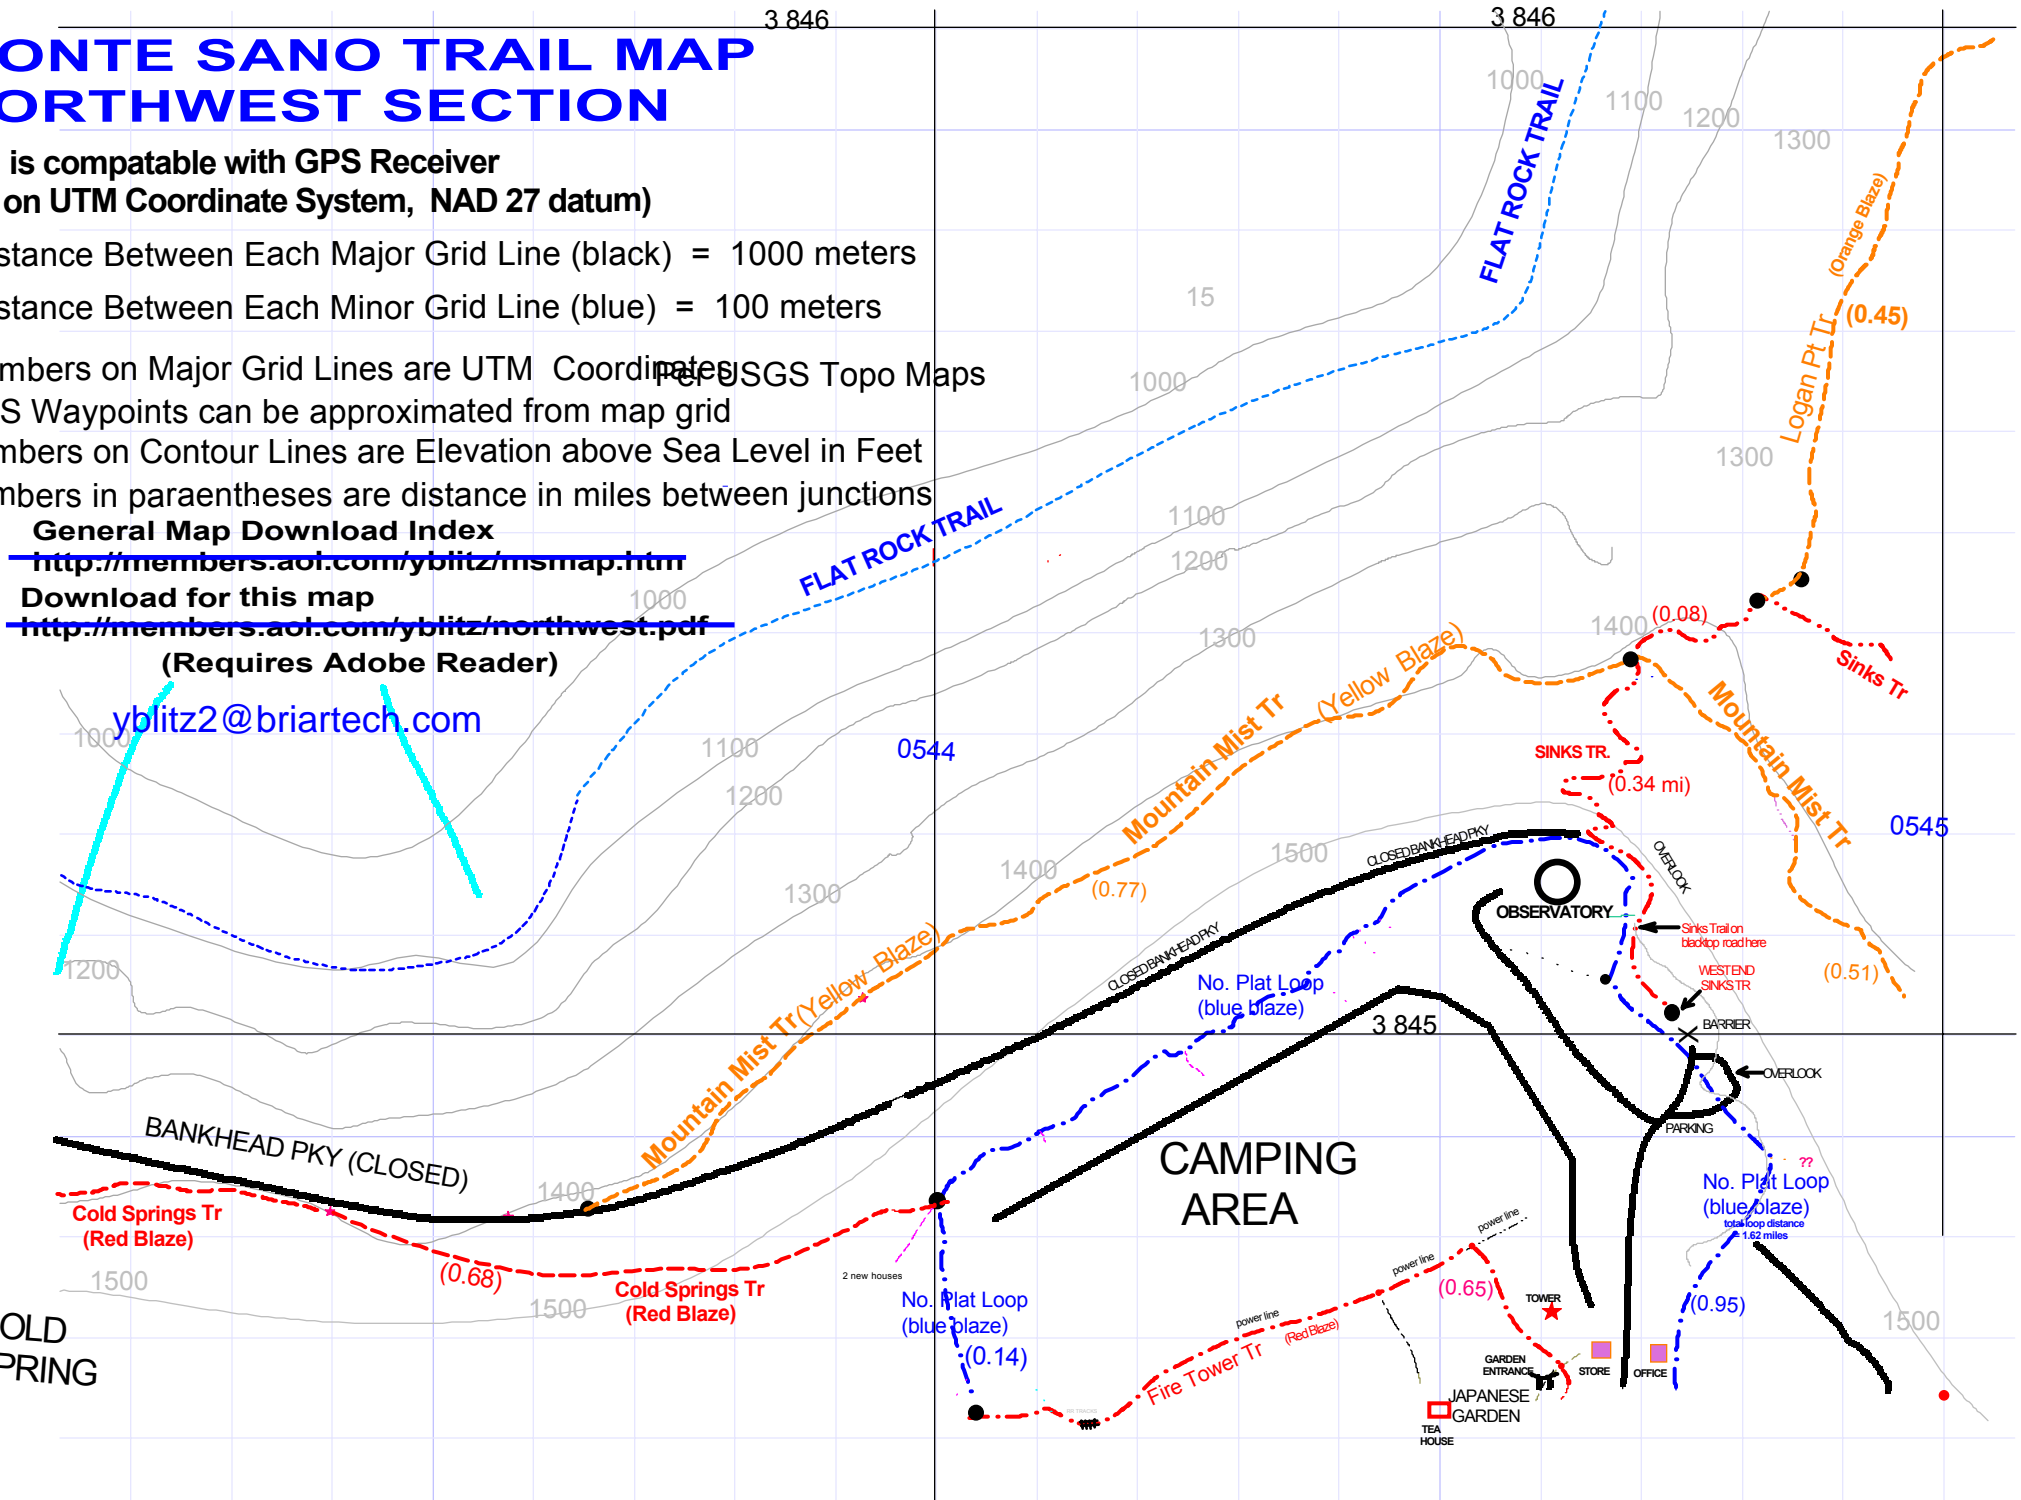 3 846
3 846
ONTE SANO TRAIL MAP
ORTHWEST SECTION
is compatable with GPS Receiver
on UTM Coordinate System, NAD 27 datum)
stance Between Each Major Grid Line (black) = 1000 meters
stance Between Each Minor Grid Line (blue) = 100 meters
mbers on Major Grid Lines are UTM Coordinates
Per USGS Topo Maps
S Waypoints can be approximated from map grid
mbers on Contour Lines are Elevation above Sea Level in Feet
mbers in paraentheses are distance in miles between junctions
General Map Download Index
http://members.aol.com/yblitz/msmap.htm
Download for this map
http://members.aol.com/yblitz/northwest.pdf
(Requires Adobe Reader)
yblitz2@briartech.com
1000
1100
1200
1300
FLAT ROCK TRAIL
(Orange Blaze)
(0.45)
Logan Pt Tr
15
1000
1300
1100
1200
FLAT ROCK TRAIL
1000
1300
1400
(0.08)
Sinks Tr
Mountain Mist Tr
(Yellow Blaze)
Mountain Mist Tr
SINKS TR.
(0.34 mi)
1000
1100
1200
0544
0545
1300
1400
1500
(0.77)
CLOSED BANKHEAD PKY
OVERLOOK
OBSERVATORY
Sinks Trail on
blacktop road here
WEST END
SINKS TR
(0.51)
1200
Mountain Mist Tr
(Yellow Blaze)
CLOSED BANKHEAD PKY
No. Plat Loop
(blue blaze)
3 845
BARRIER
OVERLOOK
PARKING
BANKHEAD PKY (CLOSED)
CAMPING
AREA
??
No. Plat Loop
(blue blaze)
total loop distance
= 1.62 miles
1400
Cold Springs Tr
(Red Blaze)
(0.68)
1500
1500
Cold Springs Tr
(Red Blaze)
2 new houses
No. Plat Loop
(blue blaze)
(0.14)
power line
power line
power line
(Red Blaze)
Fire Tower Tr
(0.65)
TOWER
(0.95)
1500
GARDEN
ENTRANCE
STORE
OFFICE
JAPANESE
GARDEN
TEA
HOUSE
OLD
PRING